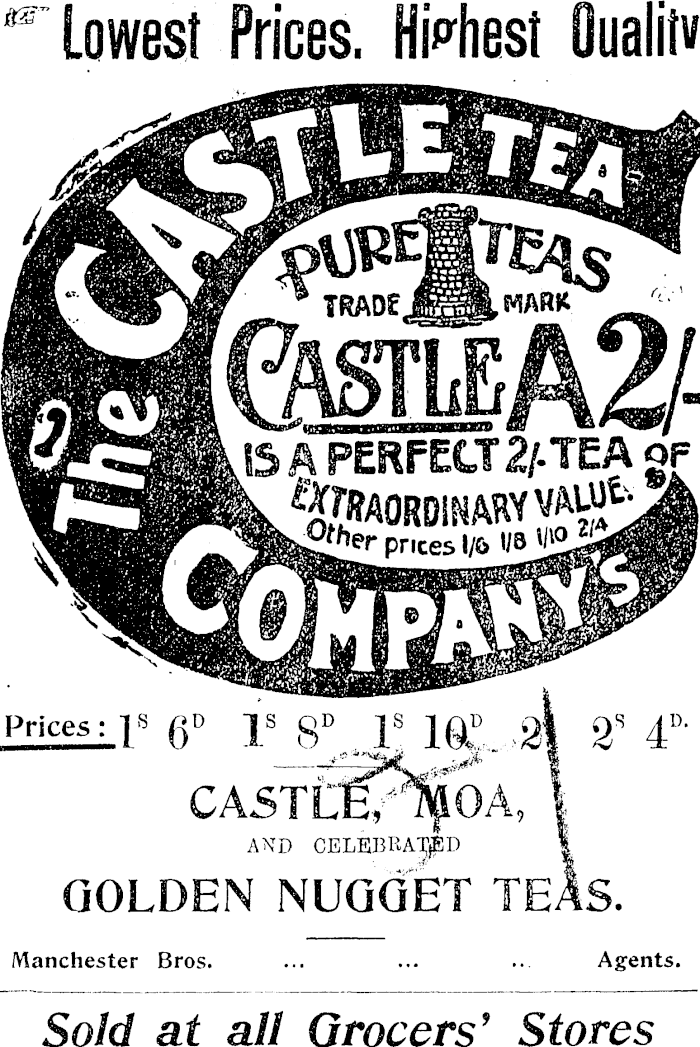 Lowest Prices. Highest Quality
The CASTLE TEA
COMPANY'S
PURE TEAS
TRADE MARK
CASTLE A 2/-
IS A PERFECT 2/- TEA OF
EXTRAORDINARY VALUE.
Other prices 1/6 1/8 1/10 2/4
Prices: 1S 6D 1S 8D 1S 10D 2 2S 4D.
CASTLE, MOA,
AND CELEBRATED
GOLDEN NUGGET TEAS.
Manchester Bros. ... ... ... Agents.
Sold at all Grocers' Stores